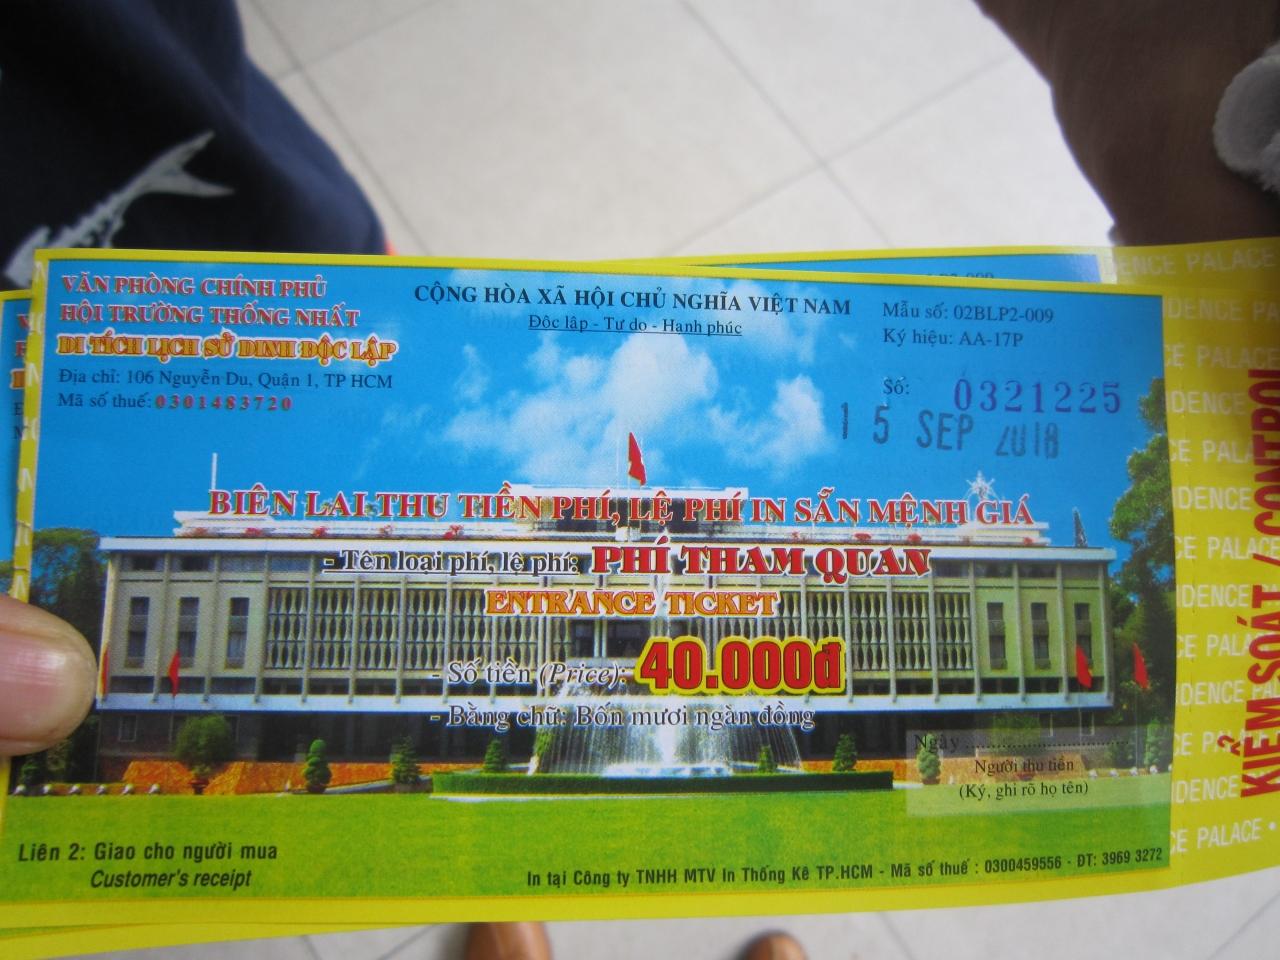 VĂN PHÒNG CHÍNH PHỦ
HỘI TRƯỜNG THỐNG NHẤT
DI TÍCH LỊCH SỬ DINH ĐỘC LẬP
Địa chỉ: 106 Nguyễn Du, Quận 1, TP HCM
Mã số thuế: 0301483720
CỘNG HÒA XÃ HỘI CHỦ NGHĨA VIỆT NAM
Độc lập - Tự do - Hạnh phúc
Mẫu số: 02BLP2-009
Ký hiệu: AA-17P
Số: 0321225
15 SEP 2018
BIÊN LAI THU TIỀN PHÍ, LỆ PHÍ IN SẴN MỆNH GIÁ
- Tên loại phí, lệ phí: PHÍ THAM QUAN
ENTRANCE TICKET
- Số tiền (Price): 40.000đ
- Bằng chữ: Bốn mươi ngàn đồng
Ngày ................................
Người thu tiền
(Ký, ghi rõ họ tên)
Liên 2: Giao cho người mua
Customer's receipt
In tại Công ty TNHH MTV In Thống Kê TP.HCM - Mã số thuế : 0300459556 - ĐT: 3969 3272
KIỂM SOÁT / CONTROL